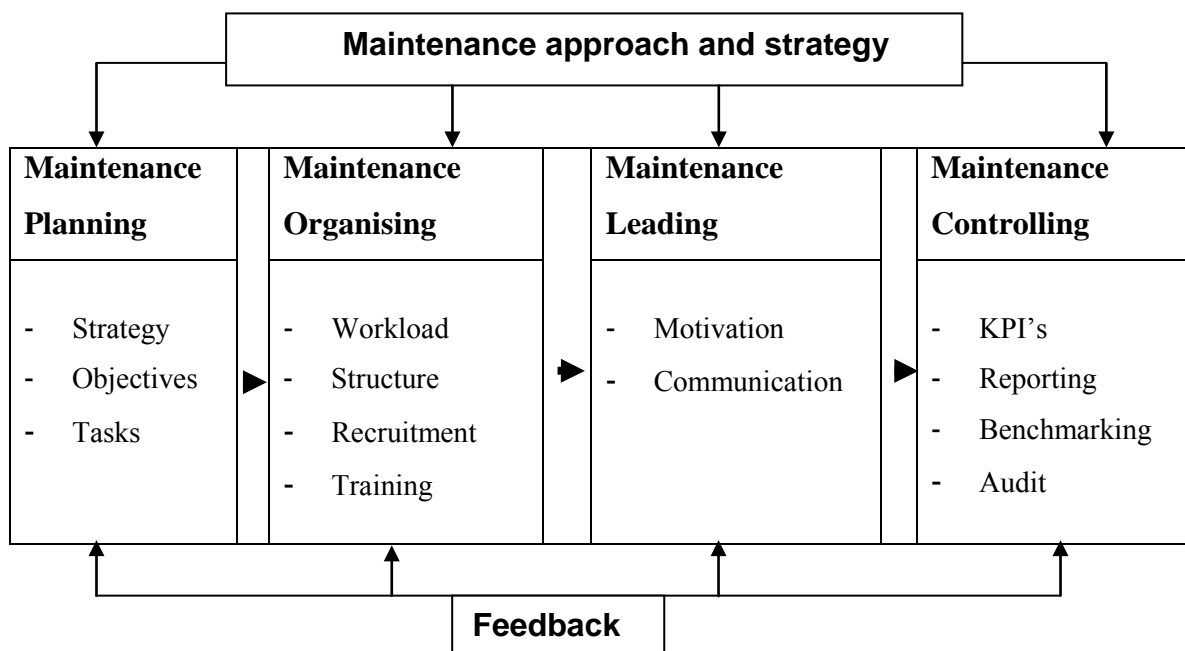 Maintenance approach and strategy
Maintenance
Planning
- Strategy
- Objectives
- Tasks
Maintenance
Organising
- Workload
- Structure
- Recruitment
- Training
Maintenance
Leading
- Motivation
- Communication
Maintenance
Controlling
- KPI’s
- Reporting
- Benchmarking
- Audit
Feedback